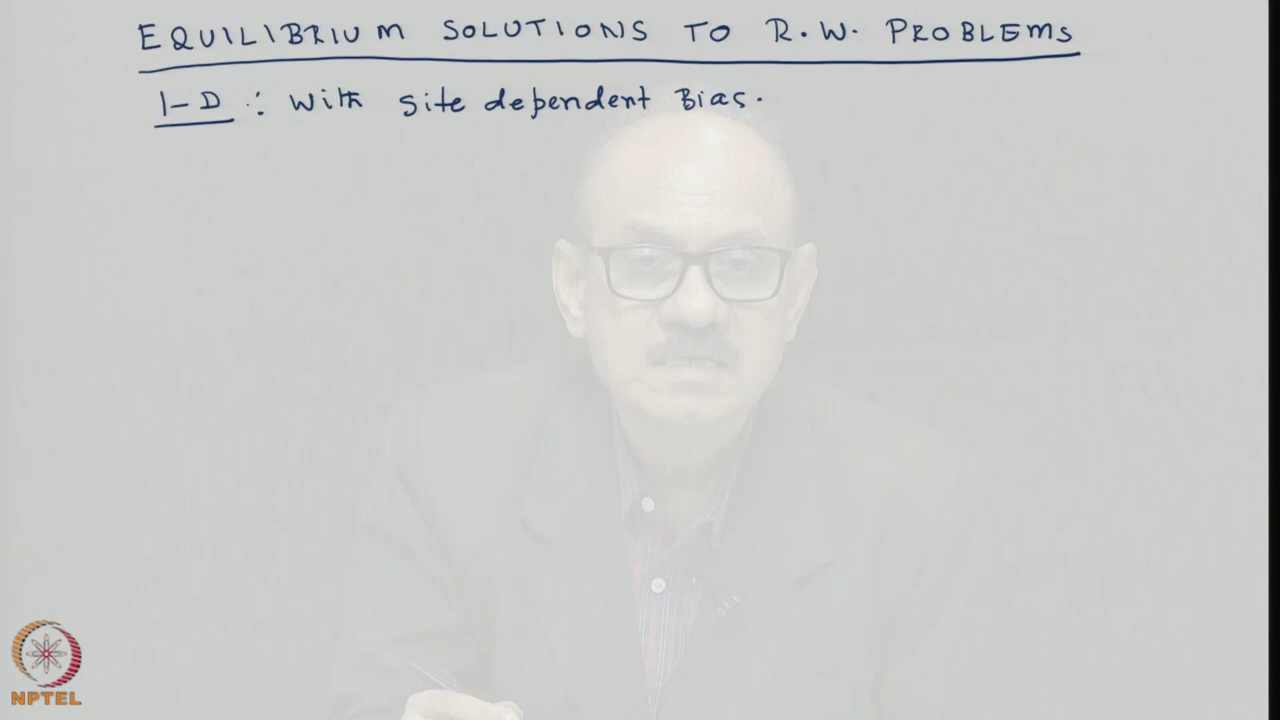 EQUILIBRIUM SOLUTIONS TO R.W. PROBLEMS
1-D : With site dependent Bias.
NPTEL